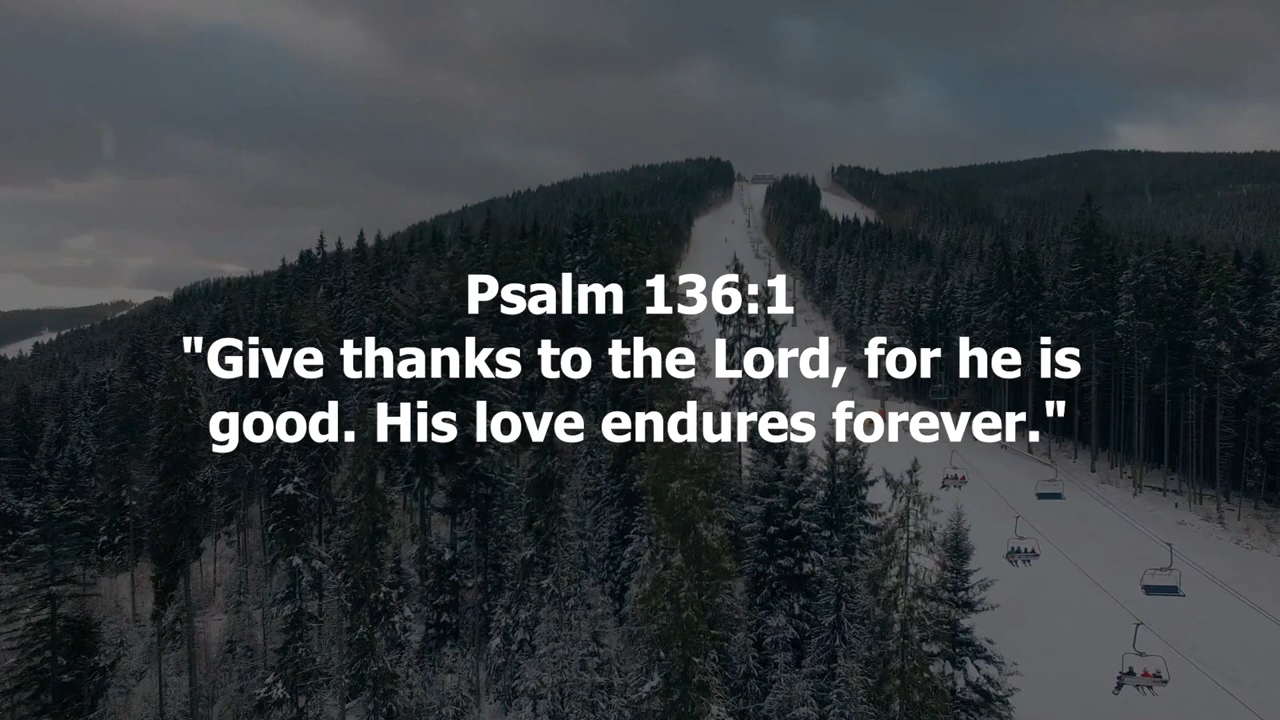 Psalm 136:1
"Give thanks to the Lord, for he is
good. His love endures forever."